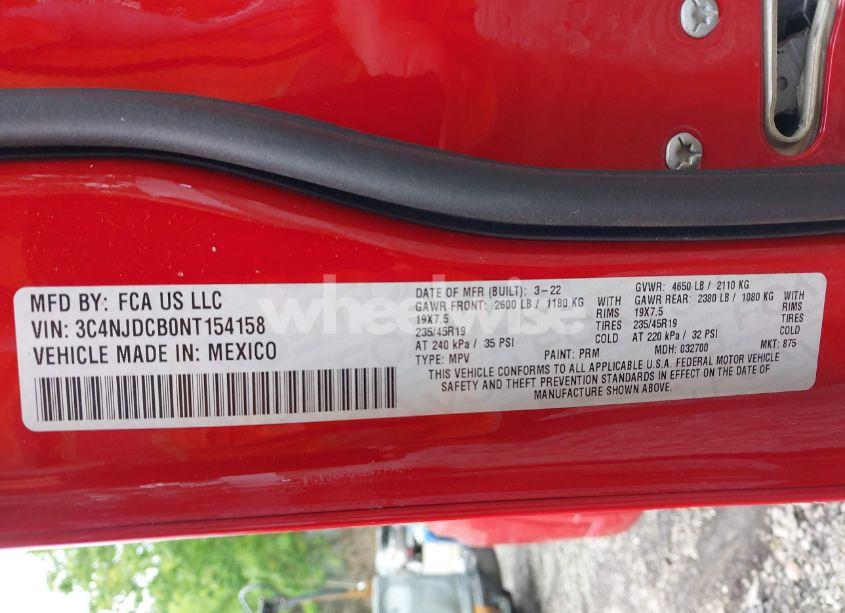 MFD BY: FCA US LLC
VIN: 3C4NJDCB0NT154158
VEHICLE MADE IN: MEXICO
DATE OF MFR (BUILT): 3-22
GVWR: 4650 LB / 2110 KG
GAWR FRONT: 2600 LB / 1180 KG WITH
19X7.5 RIMS
235/45R19 TIRES
AT 240 kPa / 35 PSI COLD
GAWR REAR: 2380 LB / 1080 KG WITH
19X7.5 RIMS
235/45R19 TIRES
AT 220 kPa / 32 PSI COLD
TYPE: MPV PAINT: PRM MDH: 032700 MKT: 875
THIS VEHICLE CONFORMS TO ALL APPLICABLE U.S.A. FEDERAL MOTOR VEHICLE
SAFETY AND THEFT PREVENTION STANDARDS IN EFFECT ON THE DATE OF
MANUFACTURE SHOWN ABOVE.
wheelwise